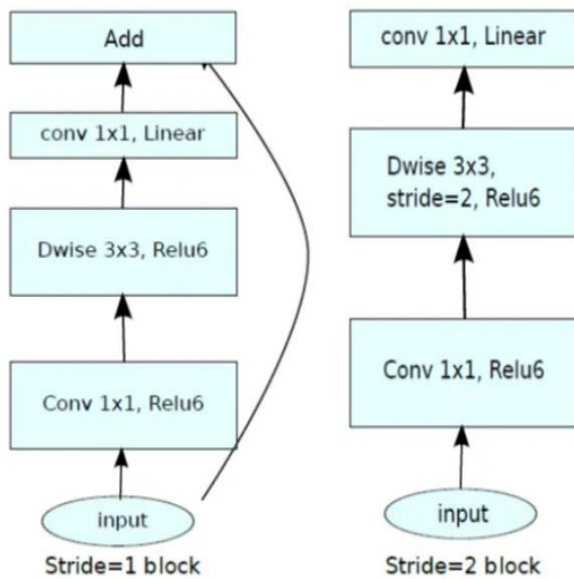 Add
conv 1x1, Linear
Dwise 3x3, Relu6
Conv 1x1, Relu6
input
Stride=1 block
conv 1x1, Linear
Dwise 3x3,
stride=2, Relu6
Conv 1x1, Relu6
input
Stride=2 block